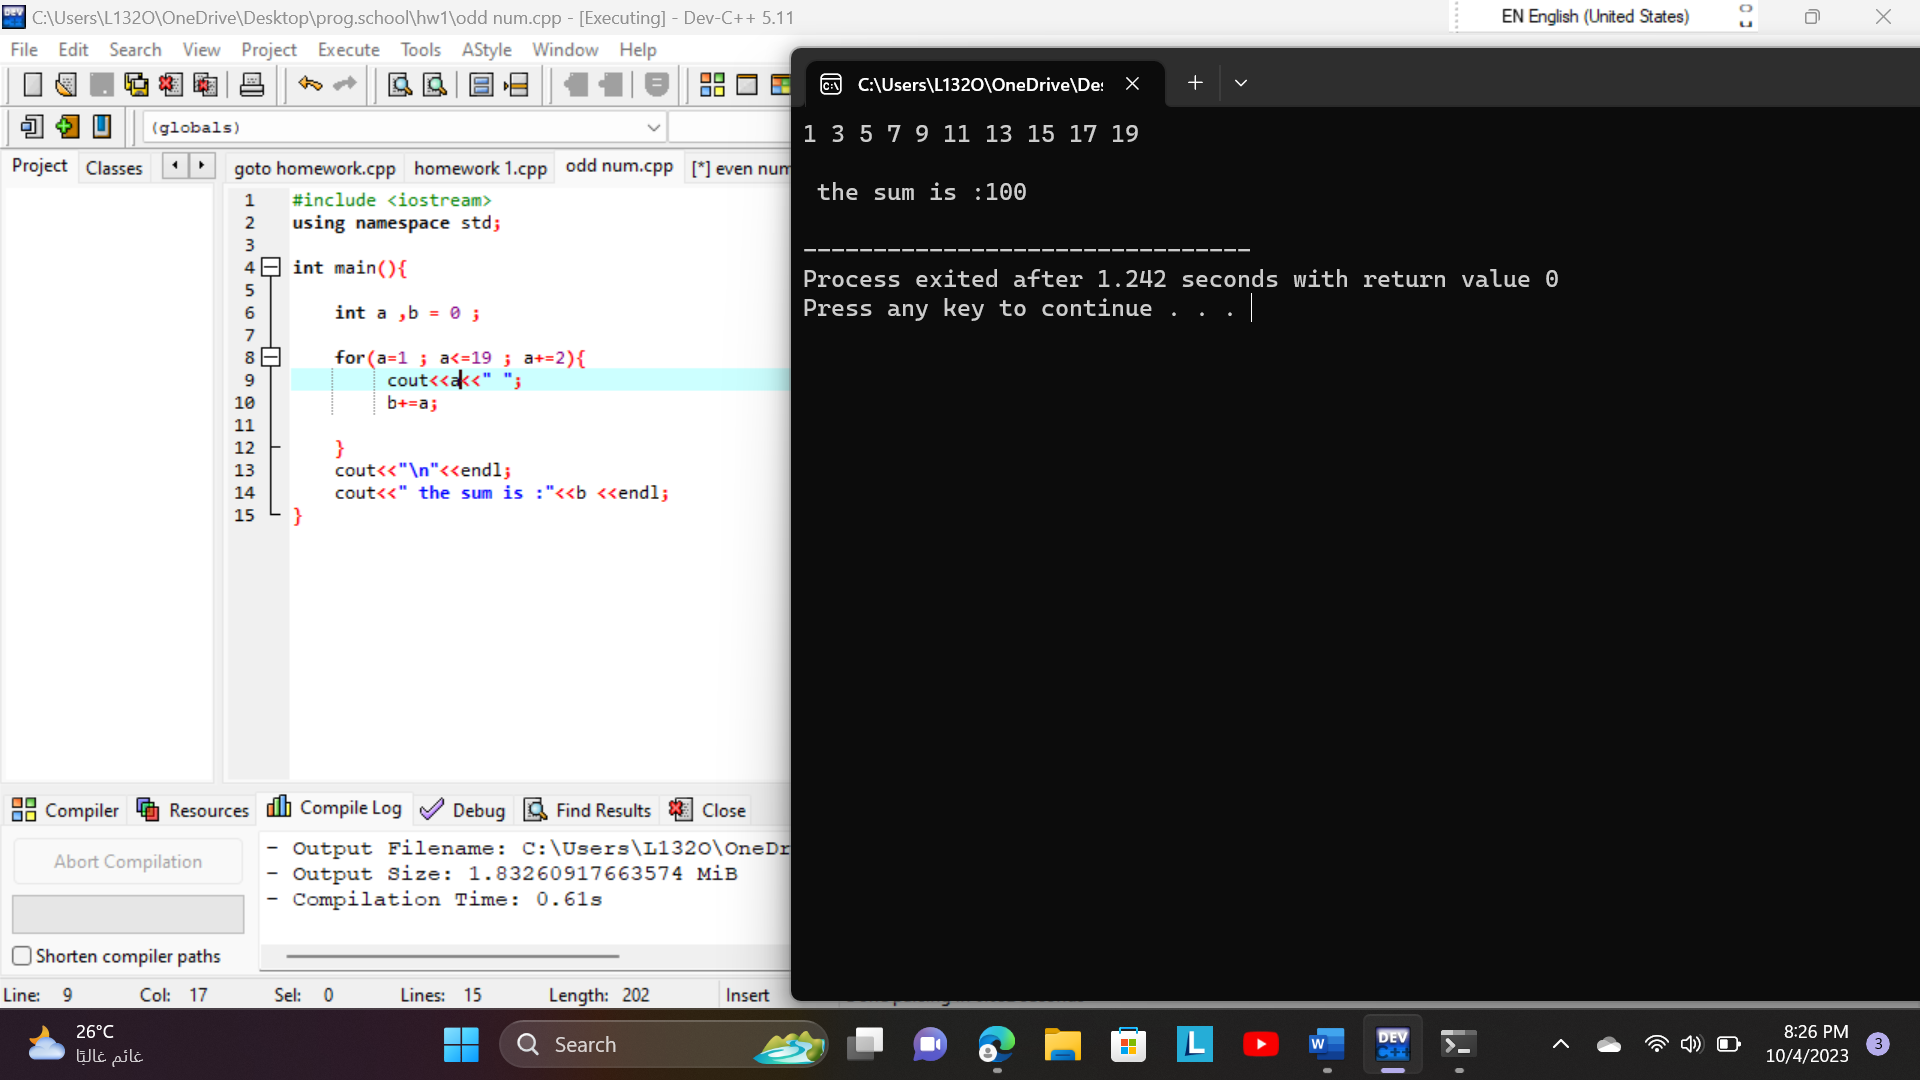 C:\Users\L132O\OneDrive\Desktop\prog.school\hw1\odd num.cpp - [Executing] - Dev-C++ 5.11
EN English (United States)
File Edit Search View Project Execute Tools AStyle Window Help
C:\Users\L132O\OneDrive\De
(globals)
Project Classes
goto homework.cpp homework 1.cpp odd num.cpp [*] even num
1 #include <iostream>
2 using namespace std;
3
4 int main(){
5
6 int a ,b = 0 ;
7
8 for(a=1 ; a<=19 ; a+=2){
9 cout<<a<<" ";
10 b+=a;
11
12 }
13 cout<<"\n"<<endl;
14 cout<<" the sum is :"<<b <<endl;
15 }
1 3 5 7 9 11 13 15 17 19
the sum is :100
--------------------------------
Process exited after 1.242 seconds with return value 0
Press any key to continue . . .
Compiler Resources Compile Log Debug Find Results Close
Abort Compilation
Shorten compiler paths
- Output Filename: C:\Users\L132O\OneDr
- Output Size: 1.83260917663574 MiB
- Compilation Time: 0.61s
Line: 9 Col: 17 Sel: 0 Lines: 15 Length: 202 Insert
26°C
غائم غالبًا
Search
DEV C++
8:26 PM
10/4/2023
3